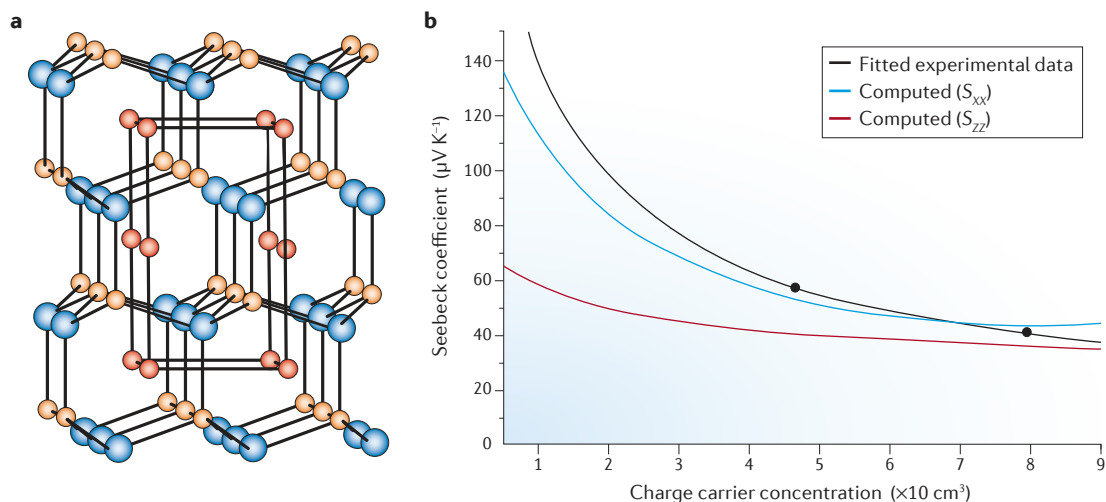 a
b
Seebeck coefficient (μV K⁻¹)
140
120
100
80
60
40
20
0
Fitted experimental data
Computed (S_XX)
Computed (S_ZZ)
1 2 3 4 5 6 7 8 9
Charge carrier concentration (×10 cm³)